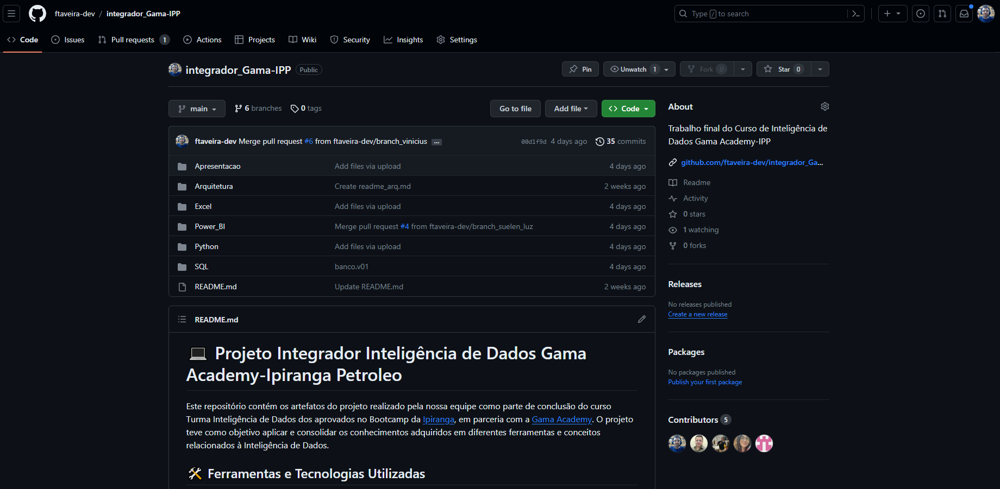 ftaveira-dev / integrador_Gama-IPP
Type / to search
Code Issues Pull requests 1 Actions Projects Wiki Security Insights Settings
integrador_Gama-IPP Public
Pin Unwatch 1 Fork 0 Star 0
main 6 branches 0 tags
Go to file Add file Code
ftaveira-dev Merge pull request #6 from ftaveira-dev/branch_vinicius ... 00d1f9d 4 days ago 35 commits
Apresentacao Add files via upload 4 days ago
Arquitetura Create readme_arq.md 2 weeks ago
Excel Add files via upload 4 days ago
Power_BI Merge pull request #4 from ftaveira-dev/branch_suelen_luz 4 days ago
Python Add files via upload 4 days ago
SQL banco.v01 4 days ago
README.md Update README.md 2 weeks ago
README.md
Projeto Integrador Inteligência de Dados Gama
Academy-Ipiranga Petroleo
Este repositório contém os artefatos do projeto realizado pela nossa equipe como parte de conclusão do curso
Turma Inteligência de Dados dos aprovados no Bootcamp da Ipiranga, em parceria com a Gama Academy. O projeto
teve como objetivo aplicar e consolidar os conhecimentos adquiridos em diferentes ferramentas e conceitos
relacionados à Inteligência de Dados.
Ferramentas e Tecnologias Utilizadas
About
Trabalho final do Curso de Inteligência de
Dados Gama Academy-IPP
github.com/ftaveira-dev/integrador_Ga...
Readme
Activity
0 stars
1 watching
0 forks
Releases
No releases published
Create a new release
Packages
No packages published
Publish your first package
Contributors 5